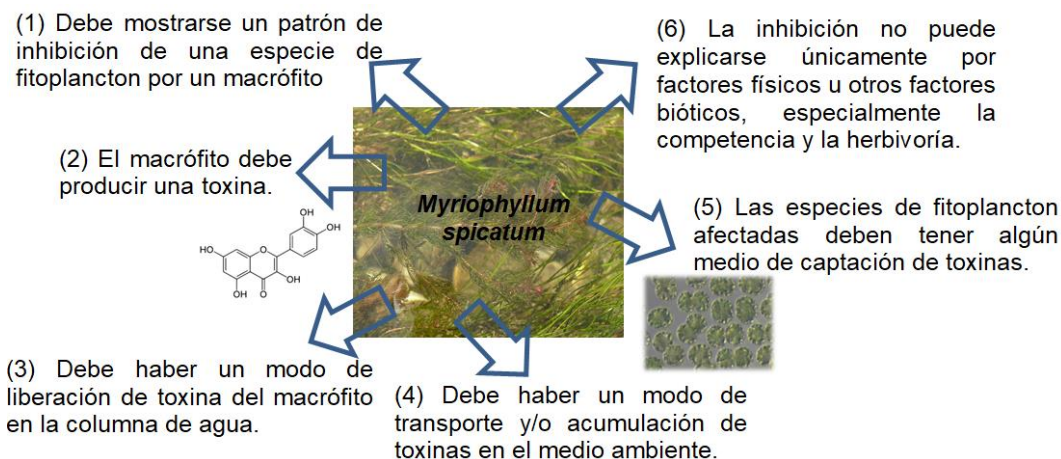 (1) Debe mostrarse un patrón de
inhibición de una especie de
fitoplancton por un macrófito
(6) La inhibición no puede
explicarse únicamente por
factores físicos u otros factores
bióticos, especialmente la
competencia y la herbivoría.
(2) El macrófito debe
producir una toxina.
Myriophyllum
spicatum
(5) Las especies de fitoplancton
afectadas deben tener algún
medio de captación de toxinas.
OH
OH
HO
O
OH
OH
O
(3) Debe haber un modo de
liberación de toxina del macrófito
en la columna de agua.
(4) Debe haber un modo de
transporte y/o acumulación de
toxinas en el medio ambiente.